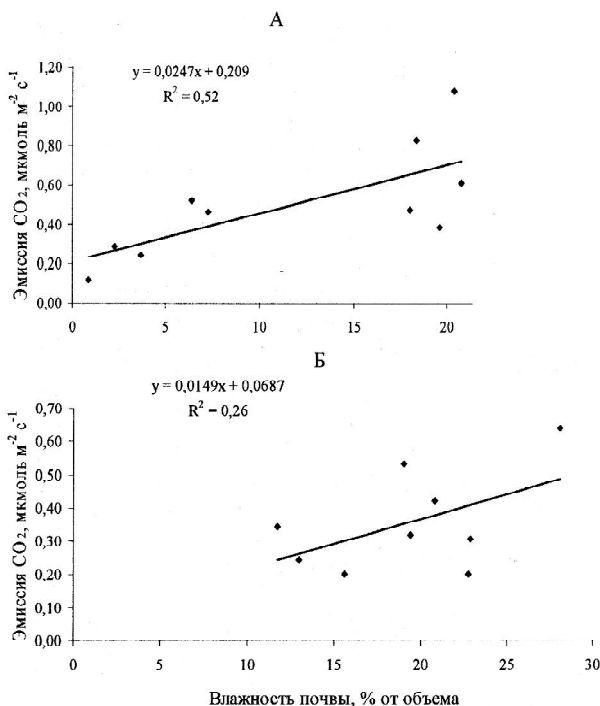 А
y = 0,0247x + 0,209
R² = 0,52
Эмиссия CO₂, мкмоль м⁻² с⁻¹
1,20
1,00
0,80
0,60
0,40
0,20
0,00
0 5 10 15 20
Б
y = 0,0149x + 0,0687
R² = 0,26
Эмиссия CO₂, мкмоль м⁻² с⁻¹
0,70
0,60
0,50
0,40
0,30
0,20
0,10
0,00
0 5 10 15 20 25 30
Влажность почвы, % от объема